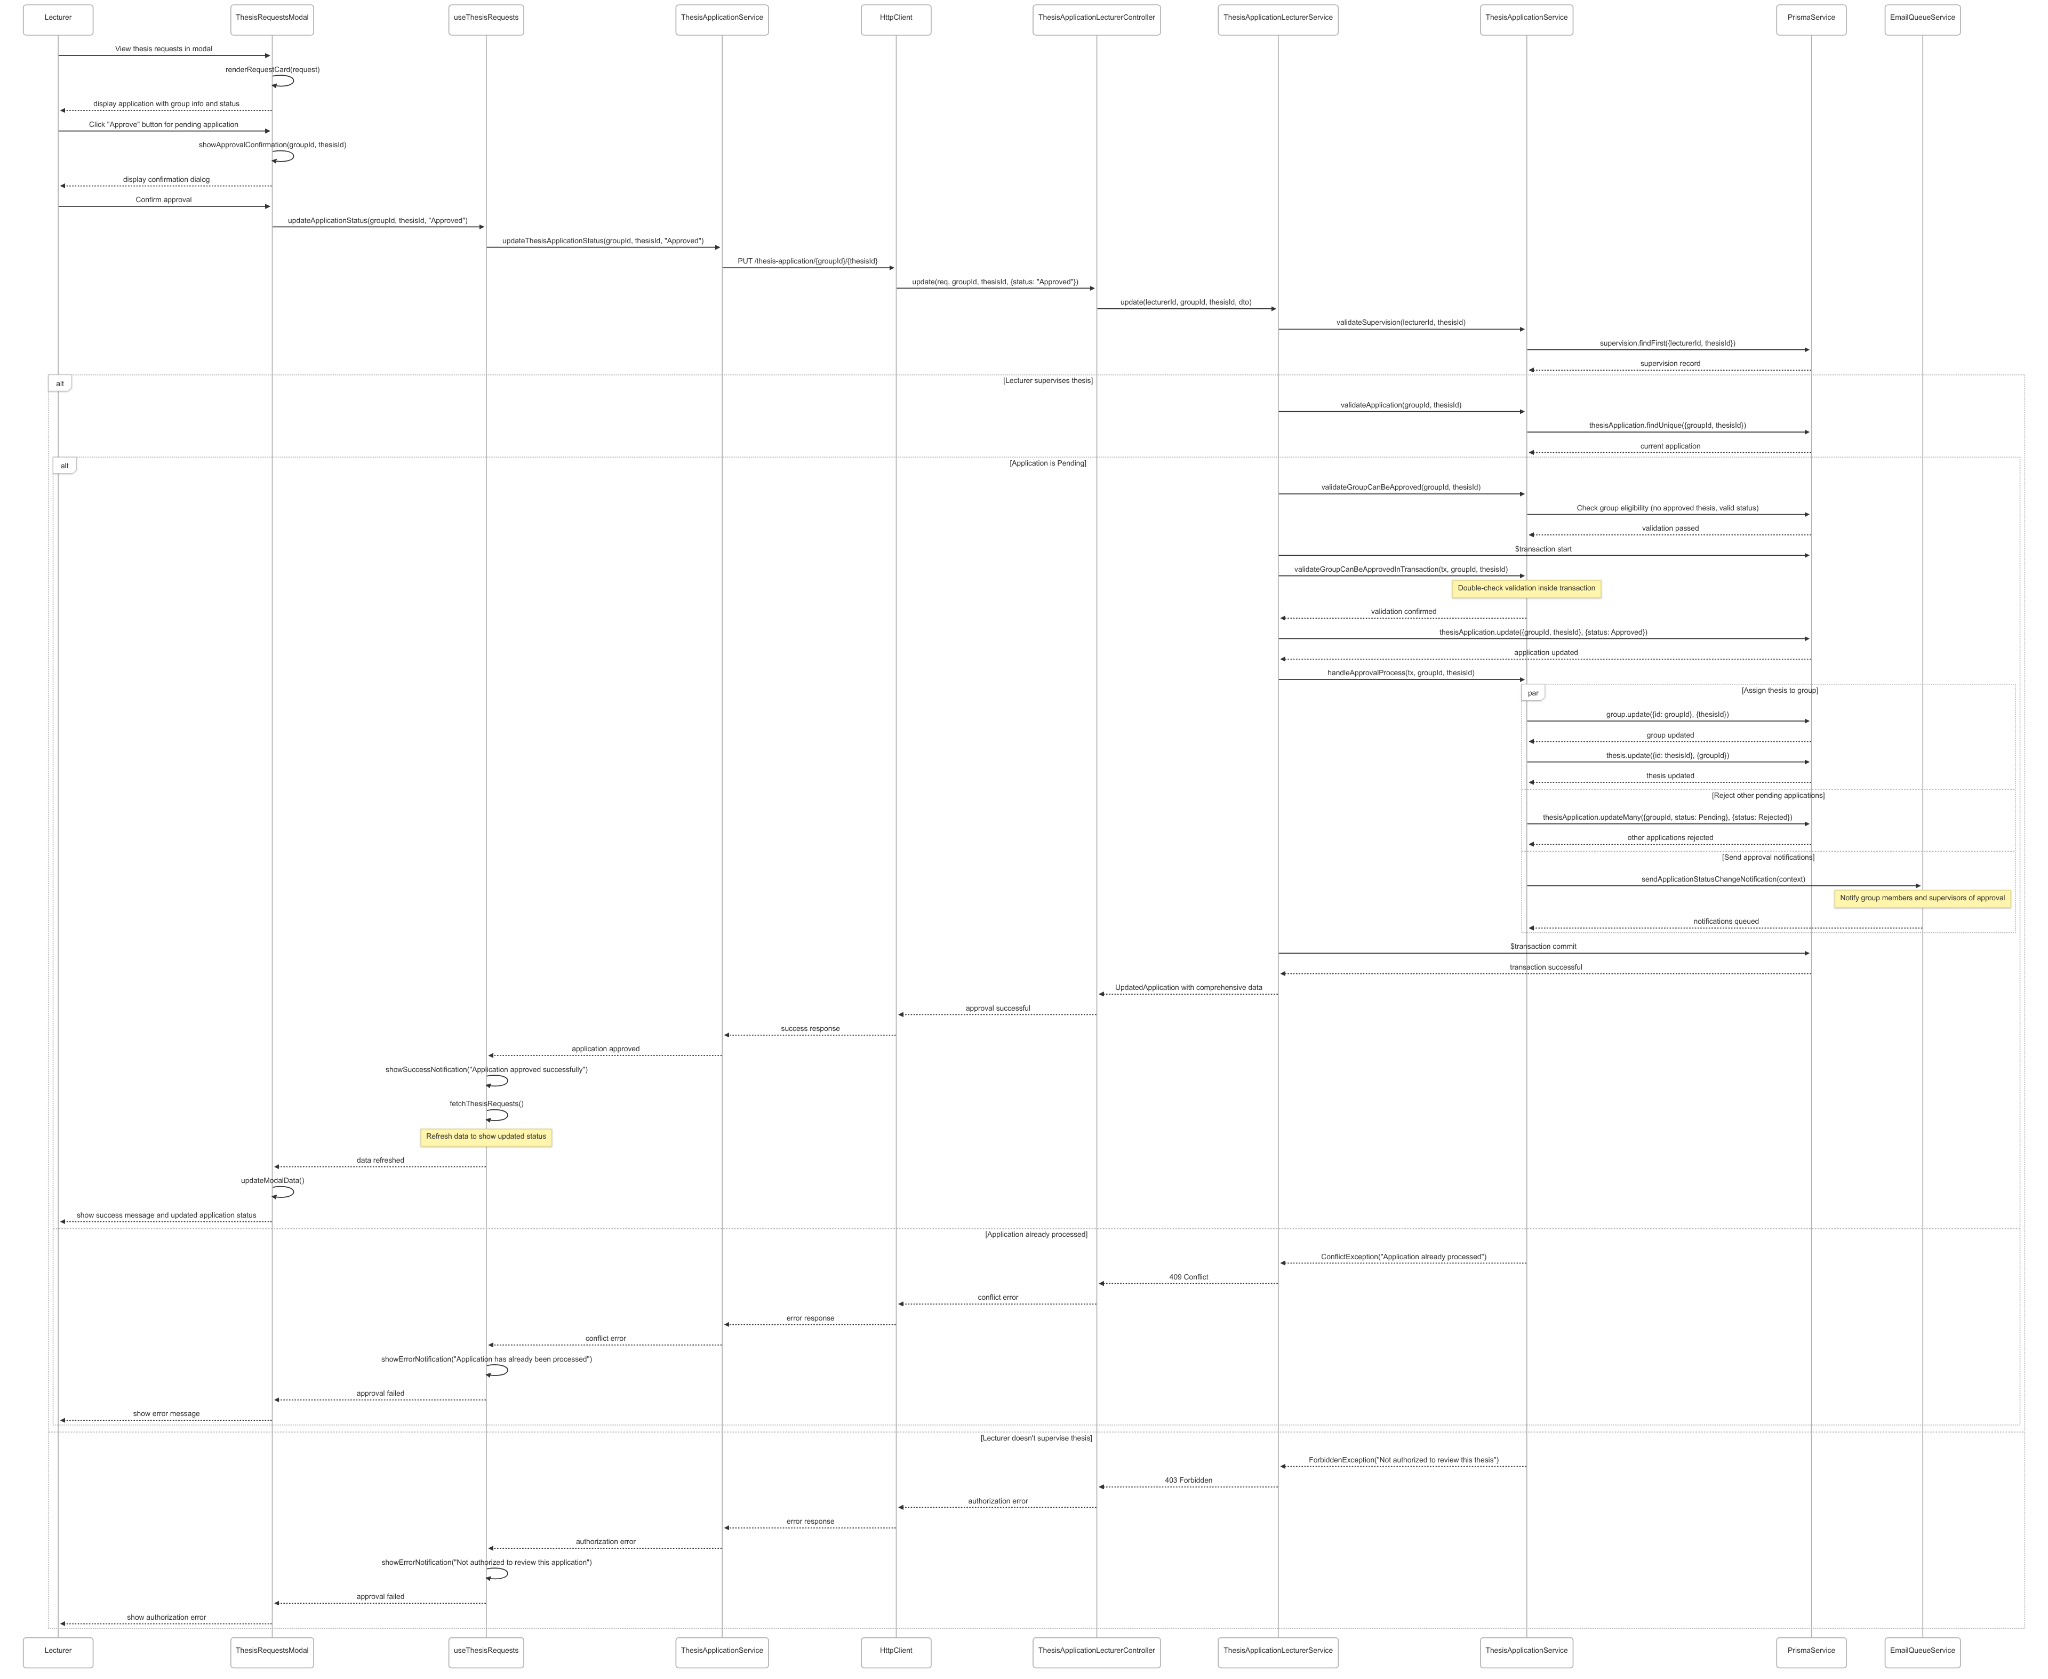 Lecturer
ThesisRequestsModal
useThesisRequests
ThesisApplicationService
HttpClient
ThesisApplicationLecturerController
ThesisApplicationLecturerService
ThesisApplicationService
PrismaService
EmailQueueService
View thesis requests in modal
renderRequestCard(request)
display application with group info and status
Click "Approve" button for pending application
showApprovalConfirmation(groupId, thesisId)
display confirmation dialog
Confirm approval
updateApplicationStatus(groupId, thesisId, "Approved")
updateThesisApplicationStatus(groupId, thesisId, "Approved")
PUT /thesis-application/{groupId}/{thesisId}
update(req, groupId, thesisId, {status: "Approved"})
update(lecturerId, groupId, thesisId, dto)
validateSupervision(lecturerId, thesisId)
supervision.findFirst({lecturerId, thesisId})
supervision record
alt
[Lecturer supervises thesis]
validateApplication(groupId, thesisId)
thesisApplication.findUnique({groupId, thesisId})
current application
alt
[Application is Pending]
validateGroupCanBeApproved(groupId, thesisId)
Check group eligibility (no approved thesis, valid status)
validation passed
$transaction start
validateGroupCanBeApprovedInTransaction(tx, groupId, thesisId)
Double-check validation inside transaction
validation confirmed
thesisApplication.update({groupId, thesisId}, {status: Approved})
application updated
handleApprovalProcess(tx, groupId, thesisId)
par
[Assign thesis to group]
group.update({id: groupId}, {thesisId})
group updated
thesis.update({id: thesisId}, {groupId})
thesis updated
[Reject other pending applications]
thesisApplication.updateMany({groupId, status: Pending}, {status: Rejected})
other applications rejected
[Send approval notifications]
sendApplicationStatusChangeNotification(context)
Notify group members and supervisors of approval
notifications queued
$transaction commit
transaction successful
UpdatedApplication with comprehensive data
approval successful
success response
application approved
showSuccessNotification("Application approved successfully")
fetchThesisRequests()
Refresh data to show updated status
data refreshed
updateModalData()
show success message and updated application status
[Application already processed]
ConflictException("Application already processed")
409 Conflict
conflict error
error response
conflict error
showErrorNotification("Application has already been processed")
approval failed
show error message
[Lecturer doesn't supervise thesis]
ForbiddenException("Not authorized to review this thesis")
403 Forbidden
authorization error
error response
authorization error
showErrorNotification("Not authorized to review this application")
approval failed
show authorization error
Lecturer
ThesisRequestsModal
useThesisRequests
ThesisApplicationService
HttpClient
ThesisApplicationLecturerController
ThesisApplicationLecturerService
ThesisApplicationService
PrismaService
EmailQueueService